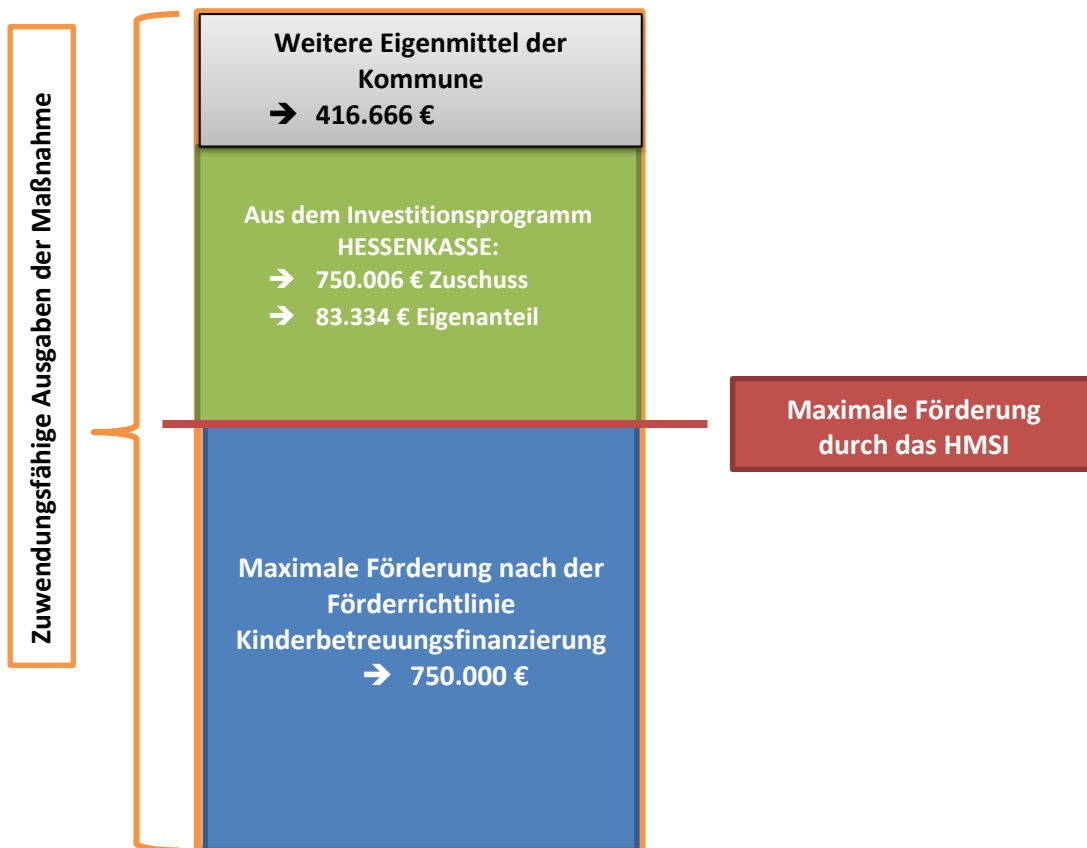 Zuwendungsfähige Ausgaben der Maßnahme
Weitere Eigenmittel der
Kommune
➔ 416.666 €
Aus dem Investitionsprogramm
HESSENKASSE:
➔ 750.006 € Zuschuss
➔ 83.334 € Eigenanteil
Maximale Förderung
durch das HMSI
Maximale Förderung nach der
Förderrichtlinie
Kinderbetreuungsfinanzierung
➔ 750.000 €